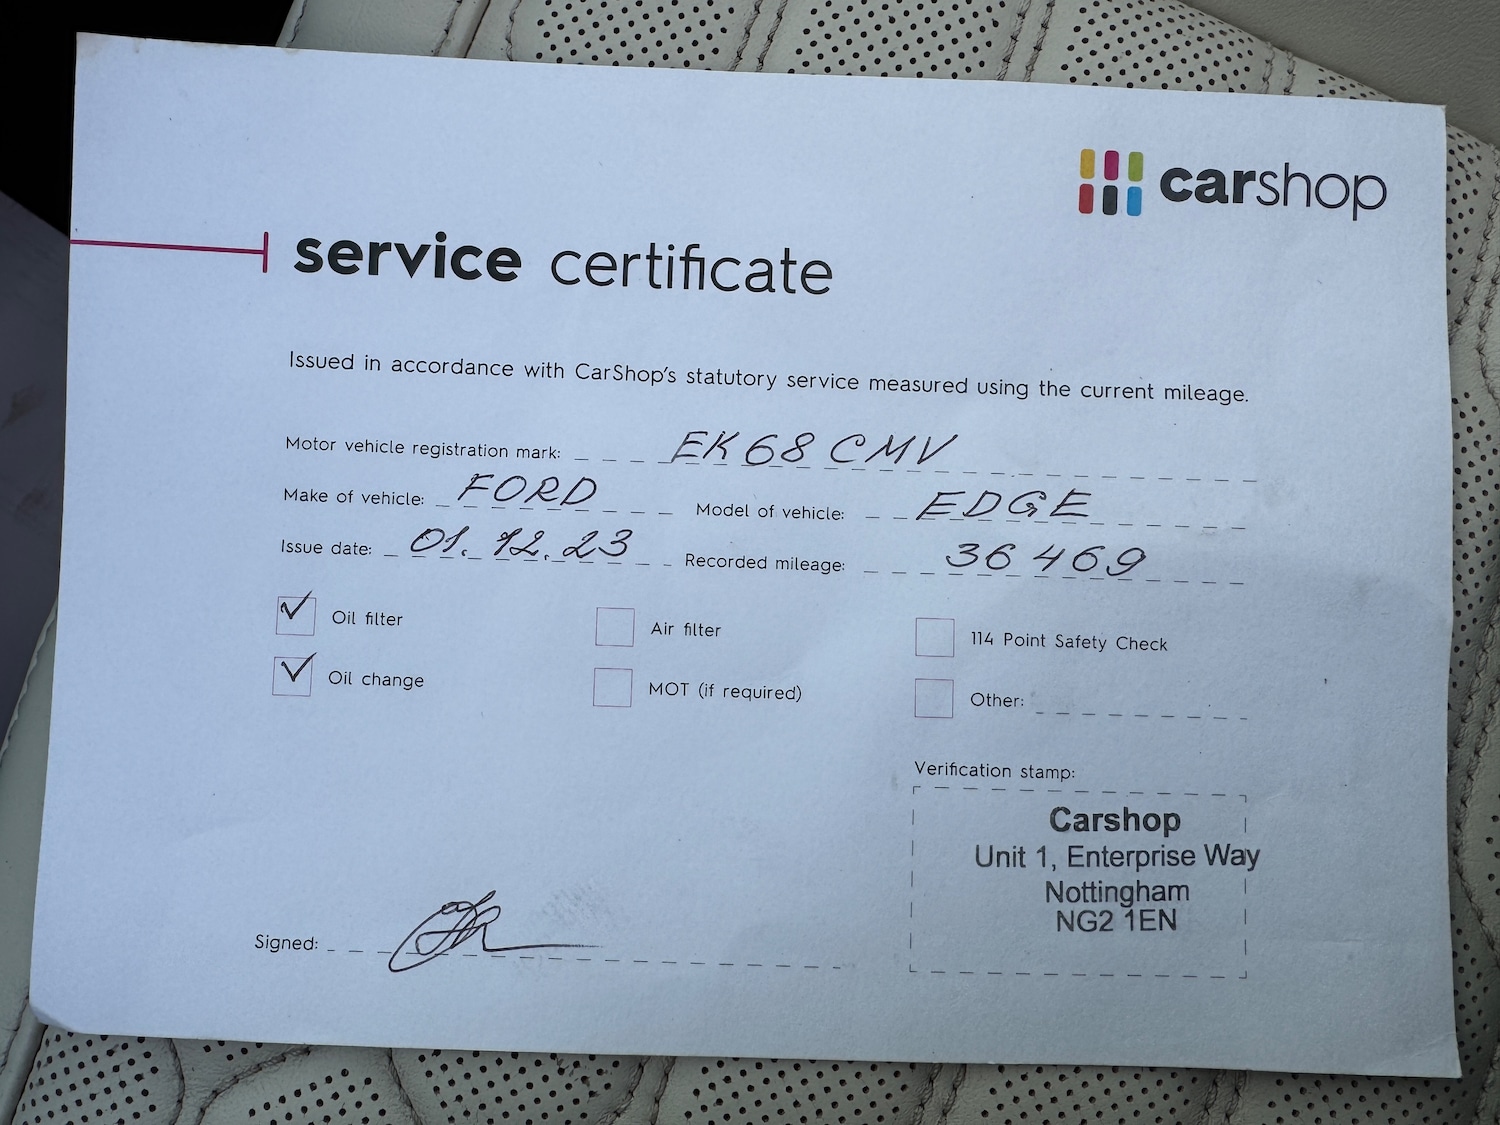 carshop
service certificate
Issued in accordance with CarShop's statutory service measured using the current mileage.
Motor vehicle registration mark: EK68 CMV
Make of vehicle: FORD Model of vehicle: EDGE
Issue date: 01.12.23 Recorded mileage: 36469
Oil filter Air filter 114 Point Safety Check
Oil change MOT (if required) Other:
Verification stamp:
Carshop
Unit 1, Enterprise Way
Nottingham
NG2 1EN
Signed: